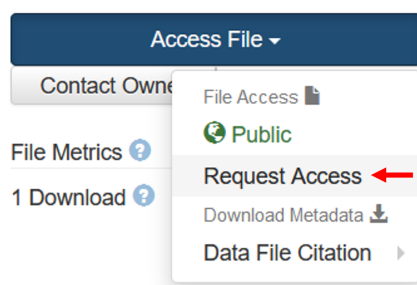 Access File
Contact Owne
File Access
Public
File Metrics ?
Request Access
1 Download ?
Download Metadata
Data File Citation